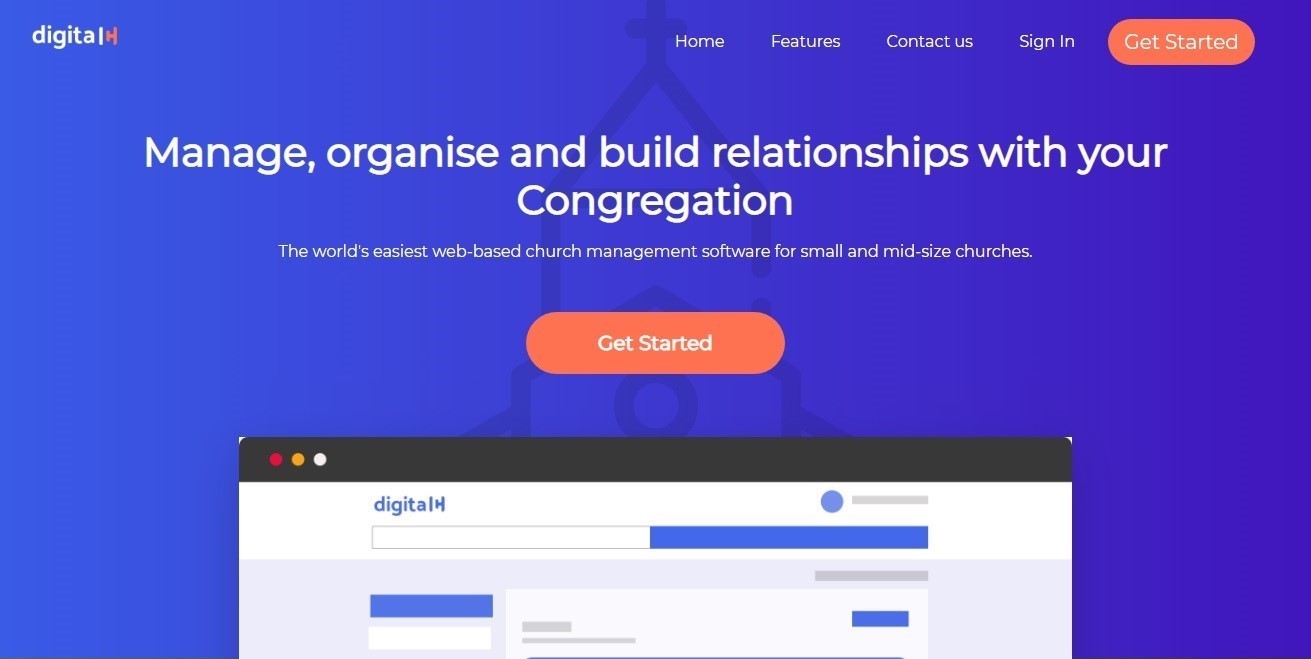 digitalH
Home Features Contact us Sign In Get Started
Manage, organise and build relationships with your
Congregation
The world's easiest web-based church management software for small and mid-size churches.
Get Started
digitalH